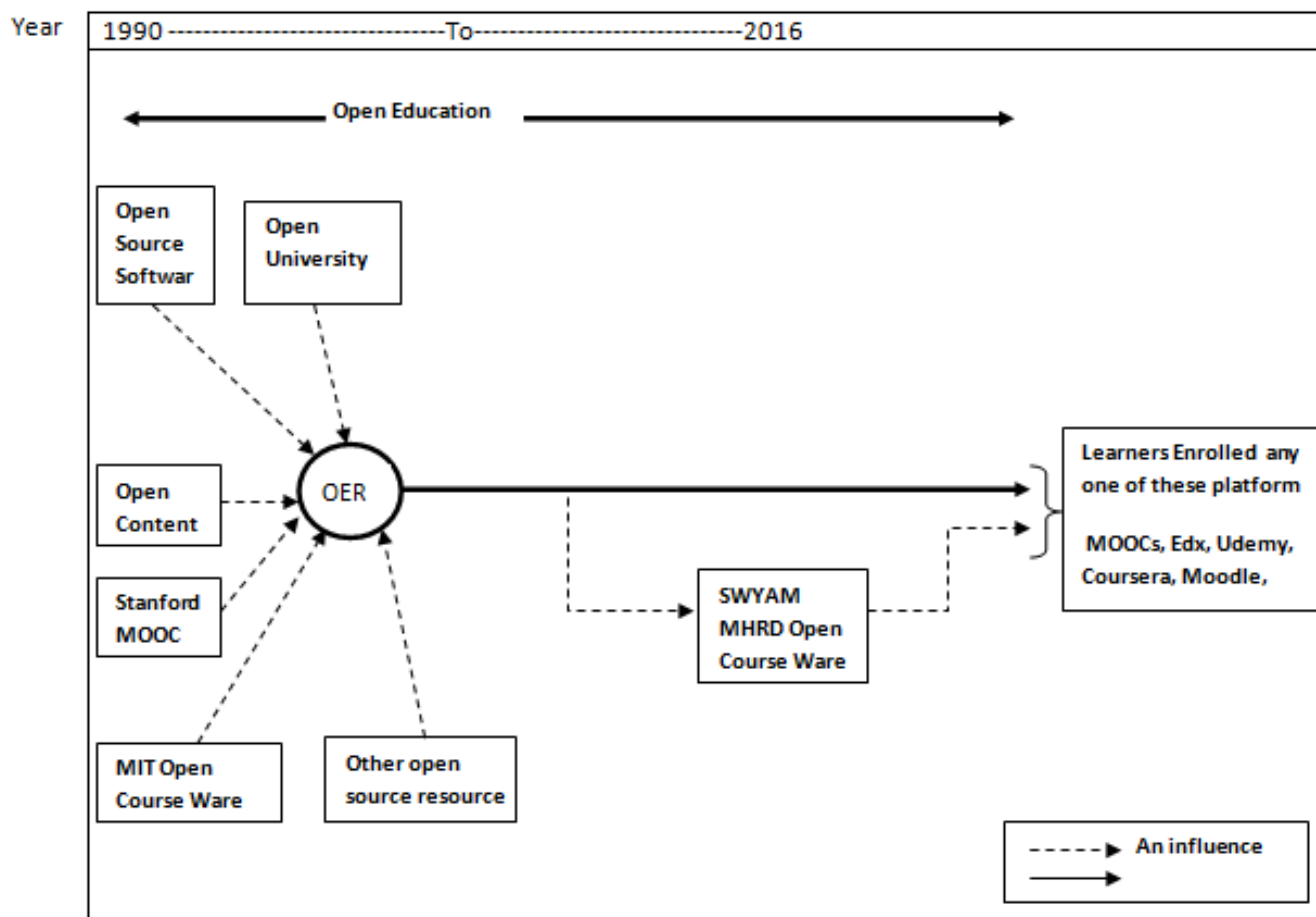 Year
1990 --------------------------------To-------------------------------2016
Open Education
Open
Source
Softwar
Open
University
Open
Content
OER
Stanford
MOOC
SWYAM
MHRD Open
Course Ware
Learners Enrolled any
one of these platform
MOOCs, Edx, Udemy,
Coursera, Moodle,
MIT Open
Course Ware
Other open
source resource
An influence